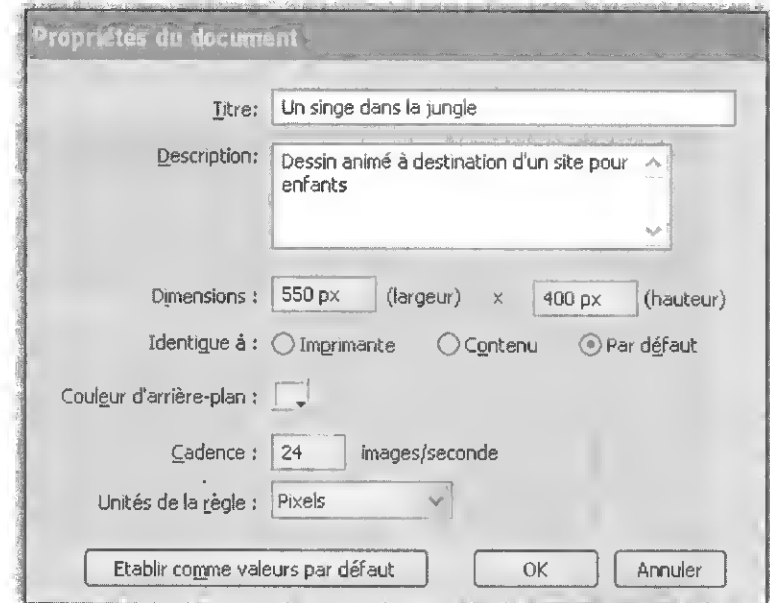 Propriétés du document
Titre: Un singe dans la jungle
Description: Dessin animé à destination d'un site pour
enfants
Dimensions : 550 px (largeur) x 400 px (hauteur)
Identique à : Imprimante Contenu Par défaut
Couleur d'arrière-plan :
Cadence : 24 images/seconde
Unités de la règle : Pixels
Etablir comme valeurs par défaut OK Annuler